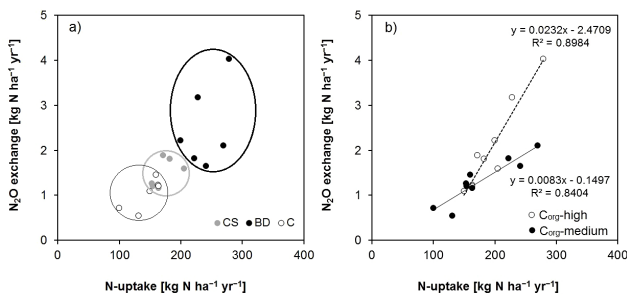 a)
N₂O exchange [kg N ha⁻¹ yr⁻¹]
5
4
3
2
1
0
0 100 200 300 400
CS BD C
N-uptake [kg N ha⁻¹ yr⁻¹]
b)
N₂O exchange [kg N ha⁻¹ yr⁻¹]
5
4
3
2
1
0
y = 0.0232x - 2.4709
R² = 0.8984
y = 0.0083x - 0.1497
R² = 0.8404
Corg-high
Corg-medium
0 100 200 300 400
N-uptake [kg N ha⁻¹ yr⁻¹]